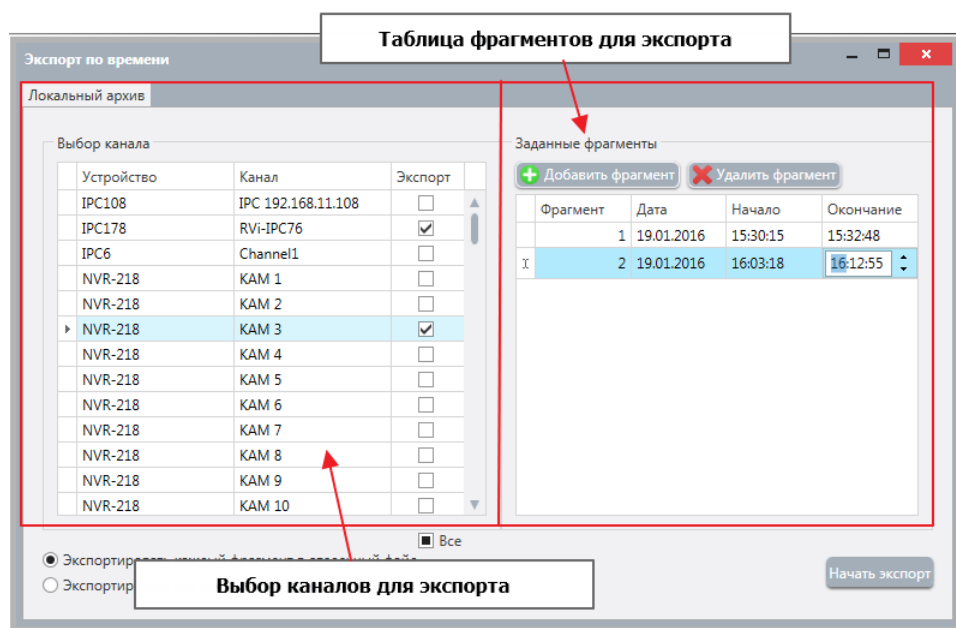 Таблица фрагментов для экспорта
Экспорт по времени
Локальный архив
Выбор канала
Устройство Канал Экспорт
IPC108 IPC 192.168.11.108
IPC178 RVi-IPC76
IPC6 Channel1
NVR-218 КАМ 1
NVR-218 КАМ 2
NVR-218 КАМ 3
NVR-218 КАМ 4
NVR-218 КАМ 5
NVR-218 КАМ 6
NVR-218 КАМ 7
NVR-218 КАМ 8
NVR-218 КАМ 9
NVR-218 КАМ 10
Все
Заданные фрагменты
Добавить фрагмент Удалить фрагмент
Фрагмент Дата Начало Окончание
1 19.01.2016 15:30:15 15:32:48
2 19.01.2016 16:03:18 16:12:55
Экспортировать каждый фрагмент в отдельный файл
Экспортир
Выбор каналов для экспорта
Начать экспорт